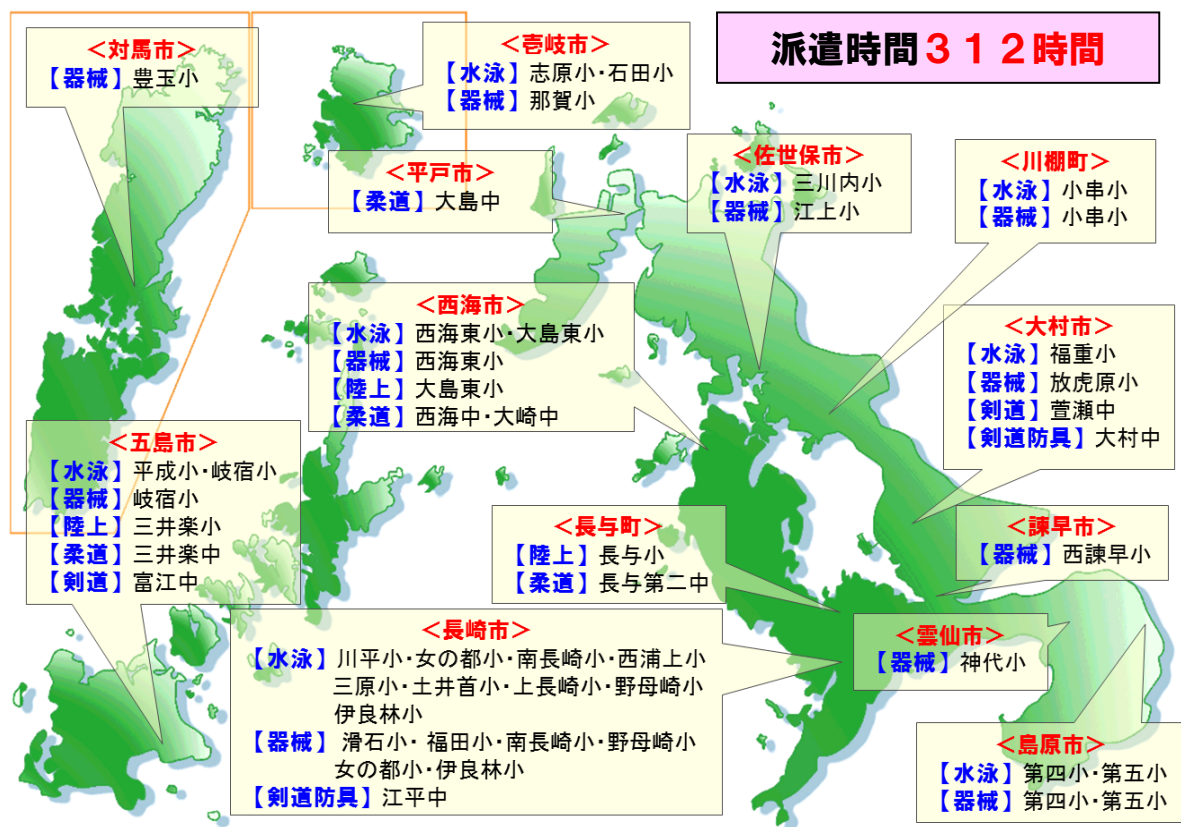 派遣時間312時間
<対馬市>
【器械】豊玉小
<壱岐市>
【水泳】志原小・石田小
【器械】那賀小
<平戸市>
【柔道】大島中
<佐世保市>
【水泳】三川内小
【器械】江上小
<川棚町>
【水泳】小串小
【器械】小串小
<西海市>
【水泳】西海東小・大島東小
【器械】西海東小
【陸上】大島東小
【柔道】西海中・大崎中
<大村市>
【水泳】福重小
【器械】放虎原小
【剣道】萱瀬中
【剣道防具】大村中
<五島市>
【水泳】平成小・岐宿小
【器械】岐宿小
【陸上】三井楽小
【柔道】三井楽中
【剣道】富江中
<長与町>
【陸上】長与小
【柔道】長与第二中
<諫早市>
【器械】西諫早小
<長崎市>
【水泳】川平小・女の都小・南長崎小・西浦上小
三原小・土井首小・上長崎小・野母崎小
伊良林小
【器械】滑石小・福田小・南長崎小・野母崎小
女の都小・伊良林小
【剣道防具】江平中
<雲仙市>
【器械】神代小
<島原市>
【水泳】第四小・第五小
【器械】第四小・第五小